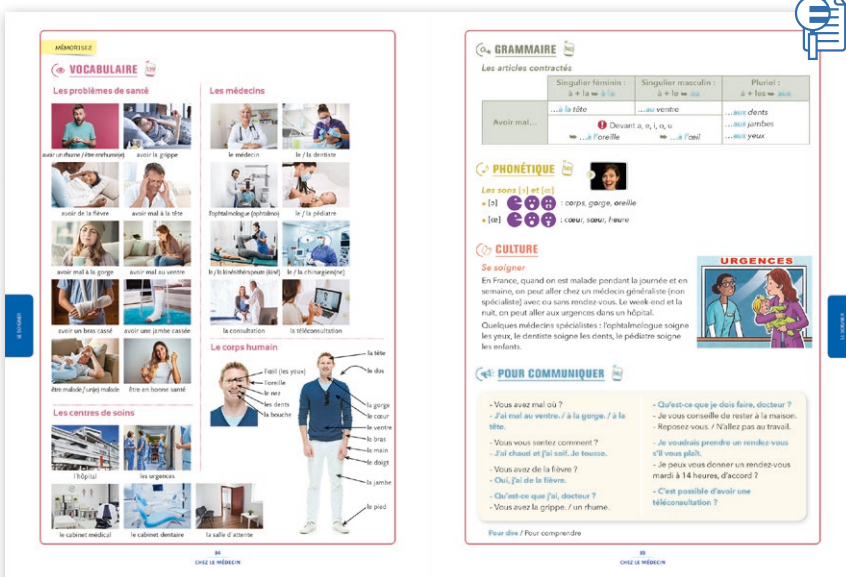 MÉMORISEZ
VOCABULAIRE
Les problèmes de santé
avoir un rhume / être enrhumé(e)
avoir la grippe
avoir de la fièvre
avoir mal à la tête
avoir mal à la gorge
avoir mal au ventre
avoir un bras cassé
avoir une jambe cassée
être malade / un(e) malade
être en bonne santé
Les centres de soins
l'hôpital
les urgences
le cabinet médical
le cabinet dentaire
la salle d'attente
Les médecins
le médecin
le / la dentiste
l'ophtalmologue (ophtalmo)
le / la pédiatre
le / la kinésithérapeute (kiné)
le / la chirurgien(ne)
la consultation
la téléconsultation
Le corps humain
l'œil (les yeux)
l'oreille
le nez
les dents
la bouche
la tête
le dos
la gorge
le cœur
le ventre
le bras
la main
le doigt
la jambe
le pied
CHEZ LE MÉDECIN
GRAMMAIRE
Les articles contractés
Singulier féminin :
à + la ➥ à la
Singulier masculin :
à + le ➥ au
Pluriel :
à + les ➥ aux
Avoir mal...
...à la tête
...au ventre
Devant a, e, i, o, u
➥ ...à l'oreille
➥ ...à l'œil
...aux dents
...aux jambes
...aux yeux
PHONÉTIQUE
Les sons [ɔ] et [œ]
• [ɔ] : corps, gorge, oreille
• [œ] : cœur, sœur, heure
CULTURE
Se soigner
En France, quand on est malade pendant la journée et en
semaine, on peut aller chez un médecin généraliste (non
spécialiste) avec ou sans rendez-vous. Le week-end et la
nuit, on peut aller aux urgences dans un hôpital.
Quelques médecins spécialistes : l'ophtalmologue soigne
les yeux, le dentiste soigne les dents, le pédiatre soigne
les enfants.
URGENCES
POUR COMMUNIQUER
- Vous avez mal où ?
- J'ai mal au ventre. / à la gorge. / à la
tête.
- Vous vous sentez comment ?
- J'ai chaud et j'ai soif. Je tousse.
- Vous avez de la fièvre ?
- Oui, j'ai de la fièvre.
- Qu'est-ce que j'ai, docteur ?
- Vous avez la grippe. / un rhume.
- Qu'est-ce que je dois faire, docteur ?
- Je vous conseille de rester à la maison.
- Reposez-vous. / N'allez pas au travail.
- Je voudrais prendre un rendez-vous
s'il vous plaît.
- Je peux vous donner un rendez-vous
mardi à 14 heures, d'accord ?
- C'est possible d'avoir une
téléconsultation ?
Pour dire / Pour comprendre
CHEZ LE MÉDECIN